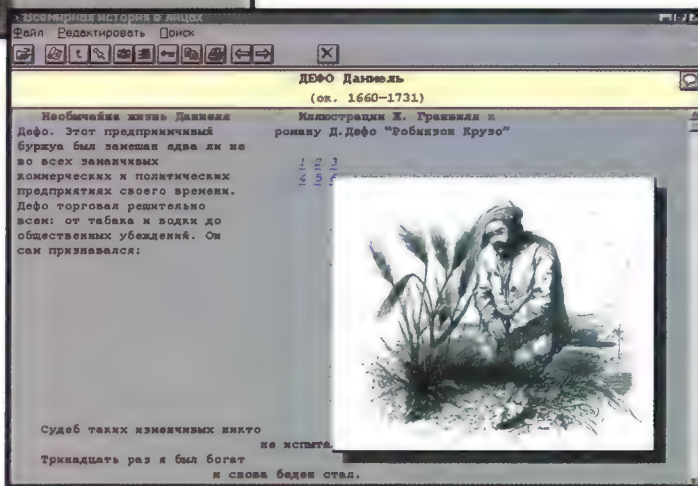 Всемирная история в лицах
Файл Редактировать Поиск
ДЕФО Даниель
(ок. 1660—1731)
Необычайна жизнь Даниеля
Дефо. Этот предприимчивый
буржуа был замешан едва ли не
во всех заманчивых
коммерческих и политических
предприятиях своего времени.
Дефо торговал решительно
всем: от табака и водки до
общественных убеждений. Он
сам признавался:
Иллюстрации Ж. Гранвиля к
роману Д.Дефо "Робинзон Крузо"
1 2 3
4 5 6
Судеб таких изменчивых никто
не испыта
Тринадцать раз я был богат
и снова беден стал.